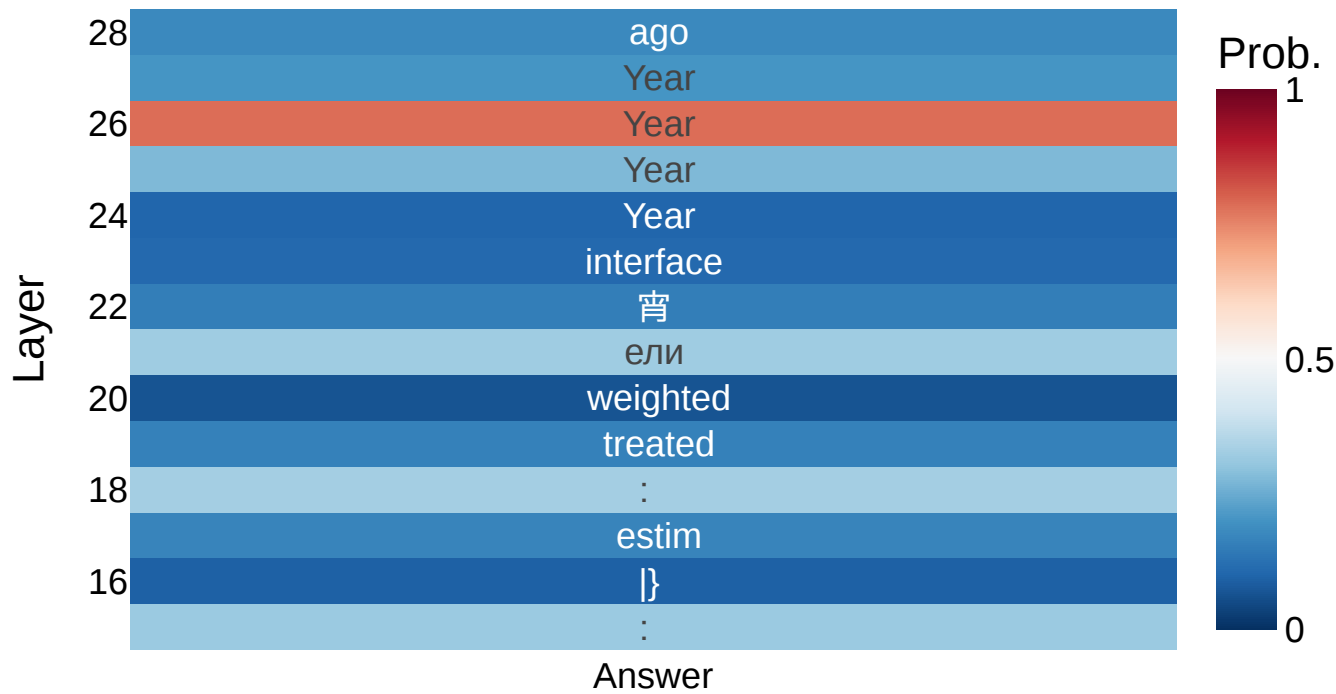 28 ago
Year
26 Year
Year
24 Year
interface
22 宵
ели
20 weighted
treated
18 :
estim
16 |}
:
Answer
Layer
Prob.
1
0.5
0